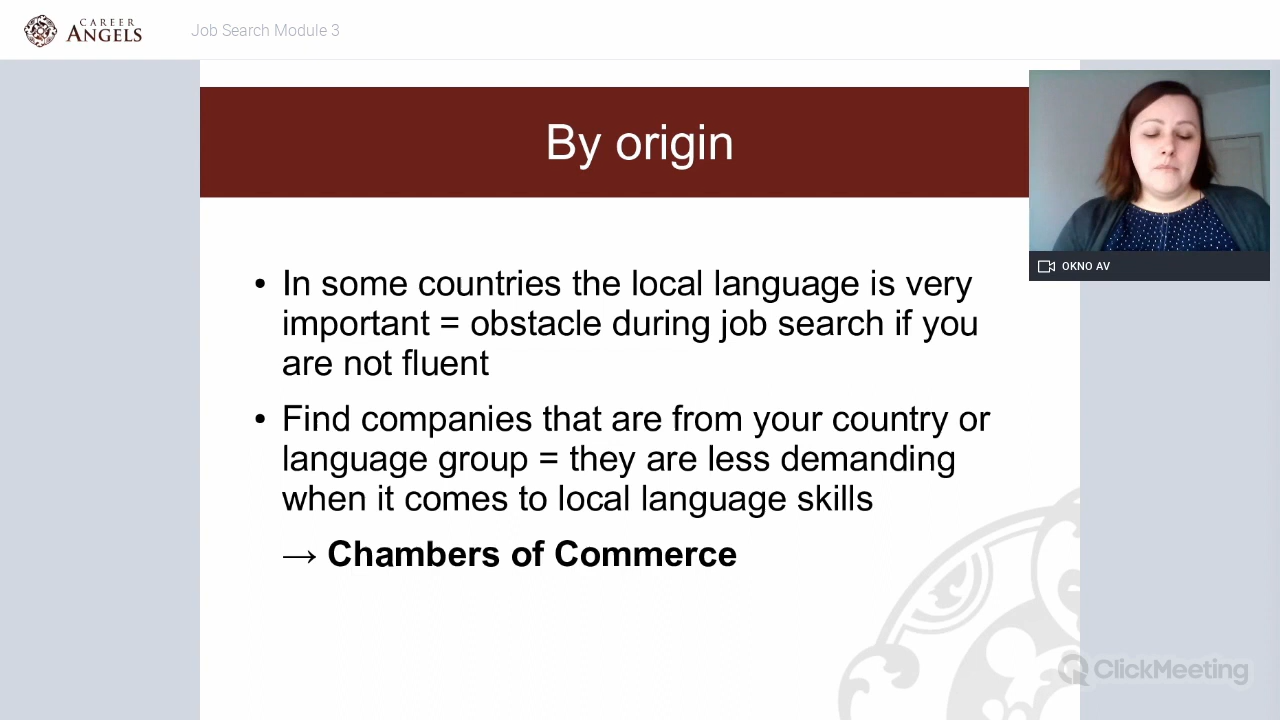 CAREER
ANGELS
Job Search Module 3
By origin
OKNO AV
• In some countries the local language is very
important = obstacle during job search if you
are not fluent
• Find companies that are from your country or
language group = they are less demanding
when it comes to local language skills
→ Chambers of Commerce
ClickMeeting